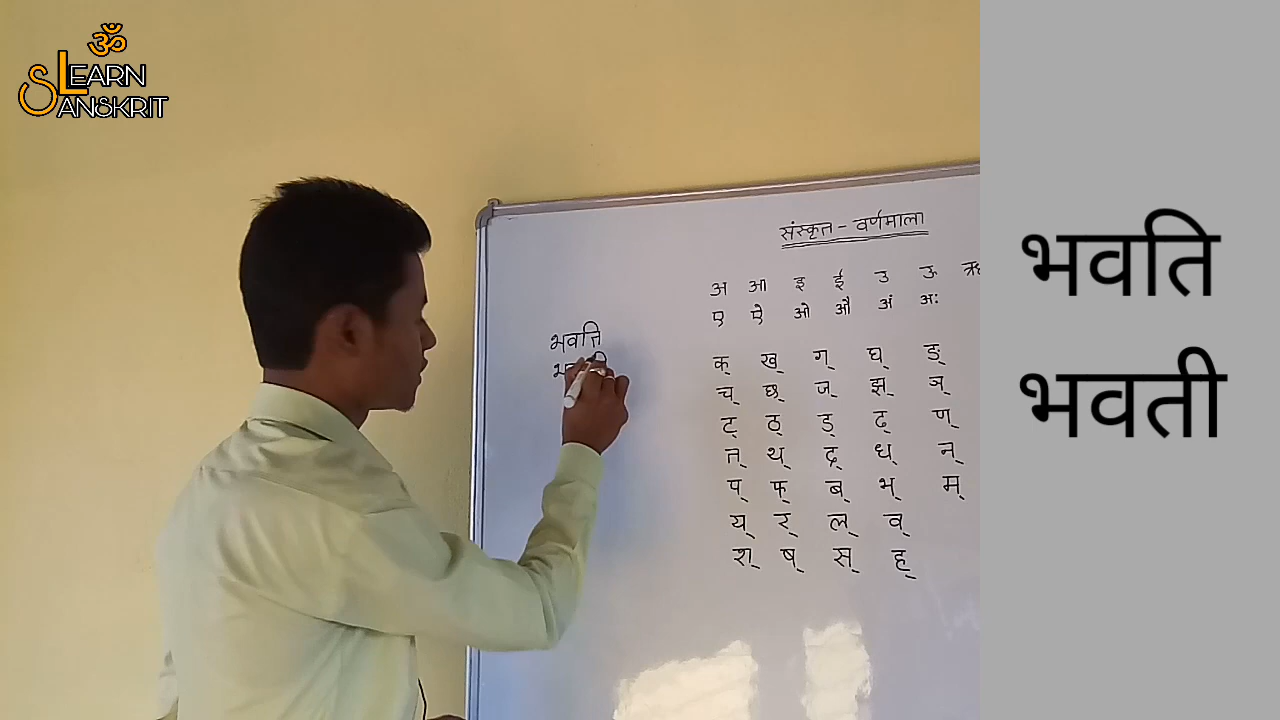 ॐ
LEARN
SANSKRIT
संस्कृत - वर्णमाला
अ आ इ ई उ ऊ ऋ
ए ऐ ओ औ अं अः
क् ख् ग् घ् ङ्
च् छ् ज् झ् ञ्
ट् ठ् ड् ढ् ण्
त् थ् द् ध् न्
प् फ् ब् भ् म्
य् र् ल् व्
श् ष् स् ह्
भवति
भवति
भवती